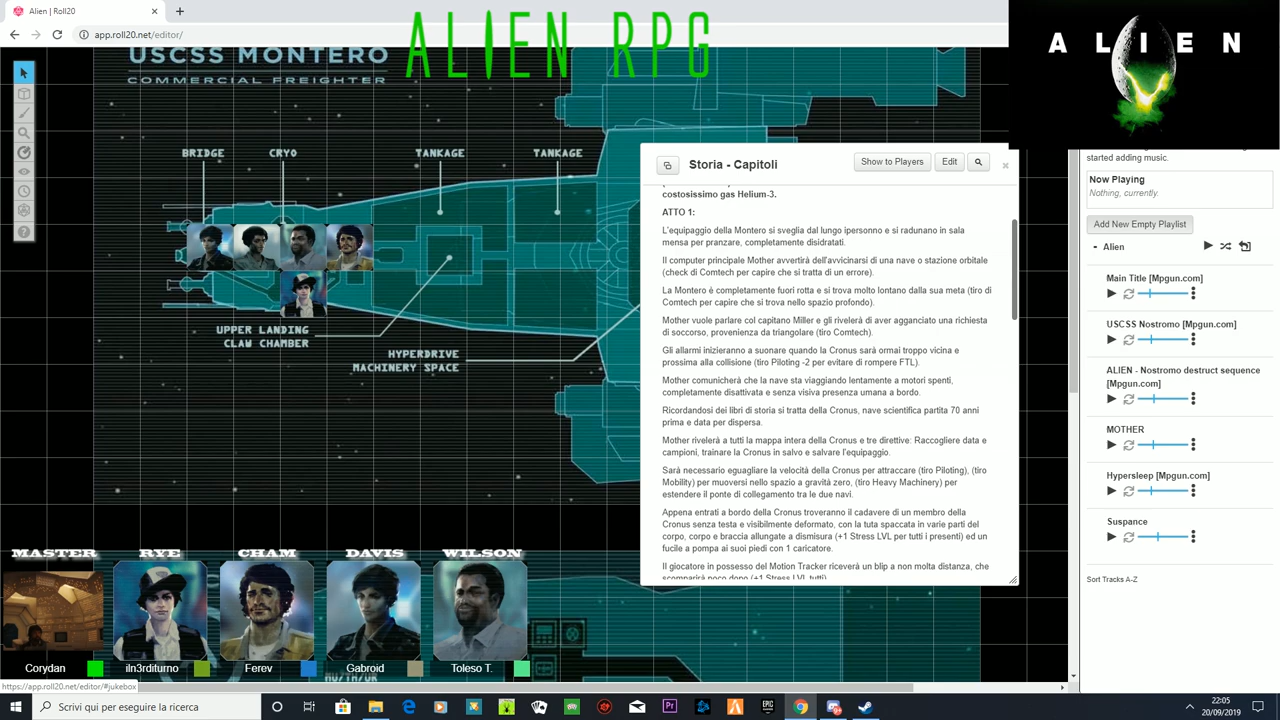 Alien | Roll20
app.roll20.net/editor/
USCSS MONTERO
COMMERCIAL FREIGHTER
ALIEN RPG
ALIEN
BRIDGE
CRYO
TANKAGE
TANKAGE
UPPER LANDING
CLAW CHAMBER
HYPERDRIVE
MACHINERY SPACE
Storia - Capitoli
Show to Players
Edit
costosissimo gas Helium-3.
ATTO 1:
L'equipaggio della Montero si sveglia dal lungo ipersonno e si radunano in sala
mensa per pranzare, completamente disidratati.
Il computer principale Mother avvertirà dell'avvicinarsi di una nave o stazione orbitale
(check di Comtech per capire che si tratta di un errore).
La Montero è completamente fuori rotta e si trova molto lontano dalla sua meta (tiro di
Comtech per capire che si trova nello spazio profondo).
Mother vuole parlare col capitano Miller e gli rivelerà di aver agganciato una richiesta
di soccorso, provenienza da triangolare (tiro Comtech).
Gli allarmi inizieranno a suonare quando la Cronus sarà ormai troppo vicina e
prossima alla collisione (tiro Piloting -2 per evitare di rompere FTL).
Mother comunicherà che la nave sta viaggiando lentamente a motori spenti,
completamente disattivata e senza visiva presenza umana a bordo.
Ricordandosi dei libri di storia si tratta della Cronus, nave scientifica partita 70 anni
prima e data per dispersa.
Mother rivelerà a tutti la mappa intera della Cronus e tre direttive: Raccogliere data e
campioni, trainare la Cronus in salvo e salvare l'equipaggio.
Sarà necessario eguagliare la velocità della Cronus per attraccare (tiro Piloting), (tiro
Mobility) per muoversi nello spazio a gravità zero, (tiro Heavy Machinery) per
estendere il ponte di collegamento tra le due navi.
Appena entrati a bordo della Cronus troveranno il cadavere di un membro della
Cronus senza testa e visibilmente deformato, con la tuta spaccata in varie parti del
corpo, corpo e braccia allungate a dismisura (+1 Stress LVL per tutti i presenti) ed un
fucile a pompa ai suoi piedi con 1 caricatore.
Il giocatore in possesso del Motion Tracker riceverà un blip a non molta distanza, che
scomparirà poco dopo (+1 Stress LVL tutti)
started adding music.
Now Playing
Nothing, currently.
Add New Empty Playlist
Alien
Main Title [Mpgun.com]
USCSS Nostromo [Mpgun.com]
ALIEN - Nostromo destruct sequence
[Mpgun.com]
MOTHER
Hypersleep [Mpgun.com]
Suspance
Sort Tracks A-Z
MASTER
RYE
CHAM
DAVIS
WILSON
Corydan
iln3rditurno
Ferev
Gabroid
Toleso T.
https://app.roll20.net/editor/#jukebox
Scrivi qui per eseguire la ricerca
22:05
20/09/2019